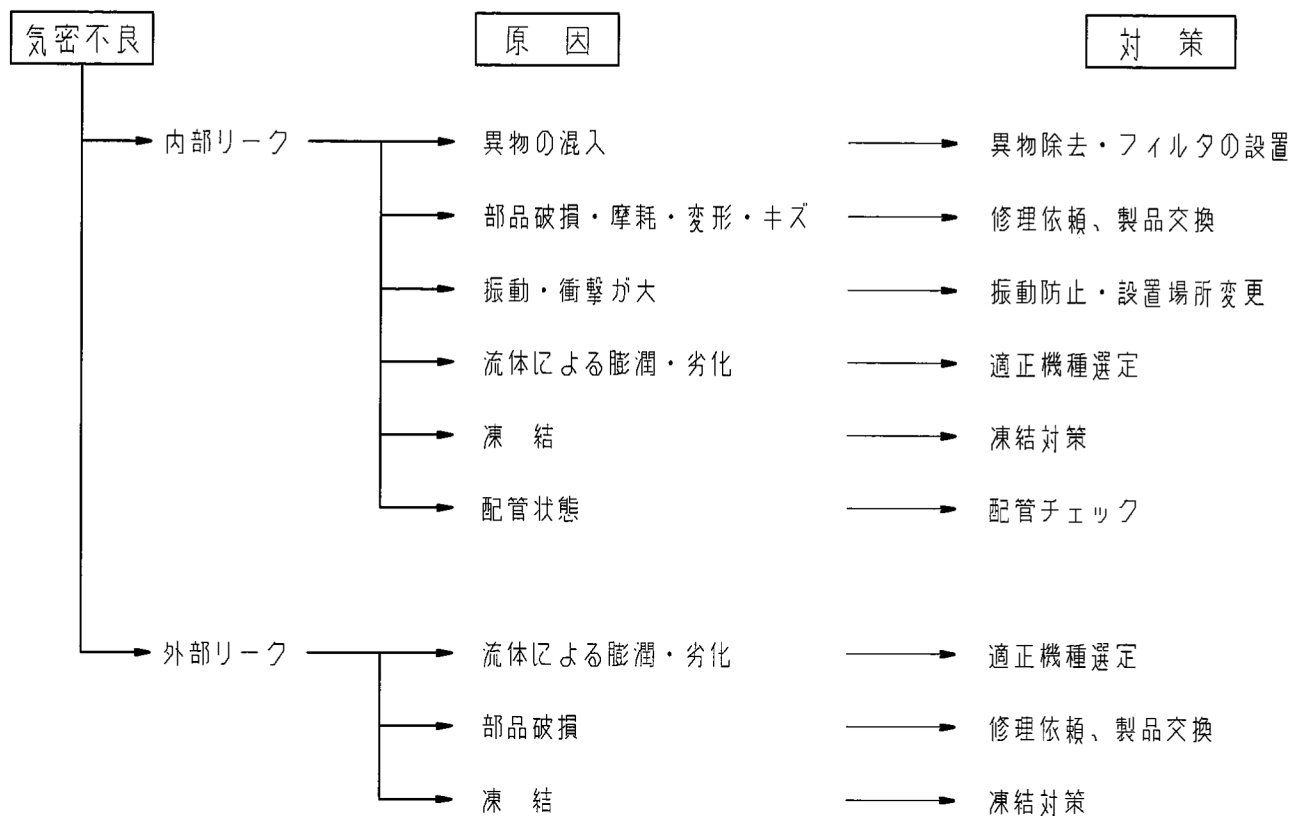 気密不良 原 因 対 策
内部リーク 異物の混入 異物除去・フィルタの設置
部品破損・摩耗・変形・キズ 修理依頼、製品交換
振動・衝撃が大 振動防止・設置場所変更
流体による膨潤・劣化 適正機種選定
凍 結 凍結対策
配管状態 配管チェック
外部リーク 流体による膨潤・劣化 適正機種選定
部品破損 修理依頼、製品交換
凍 結 凍結対策